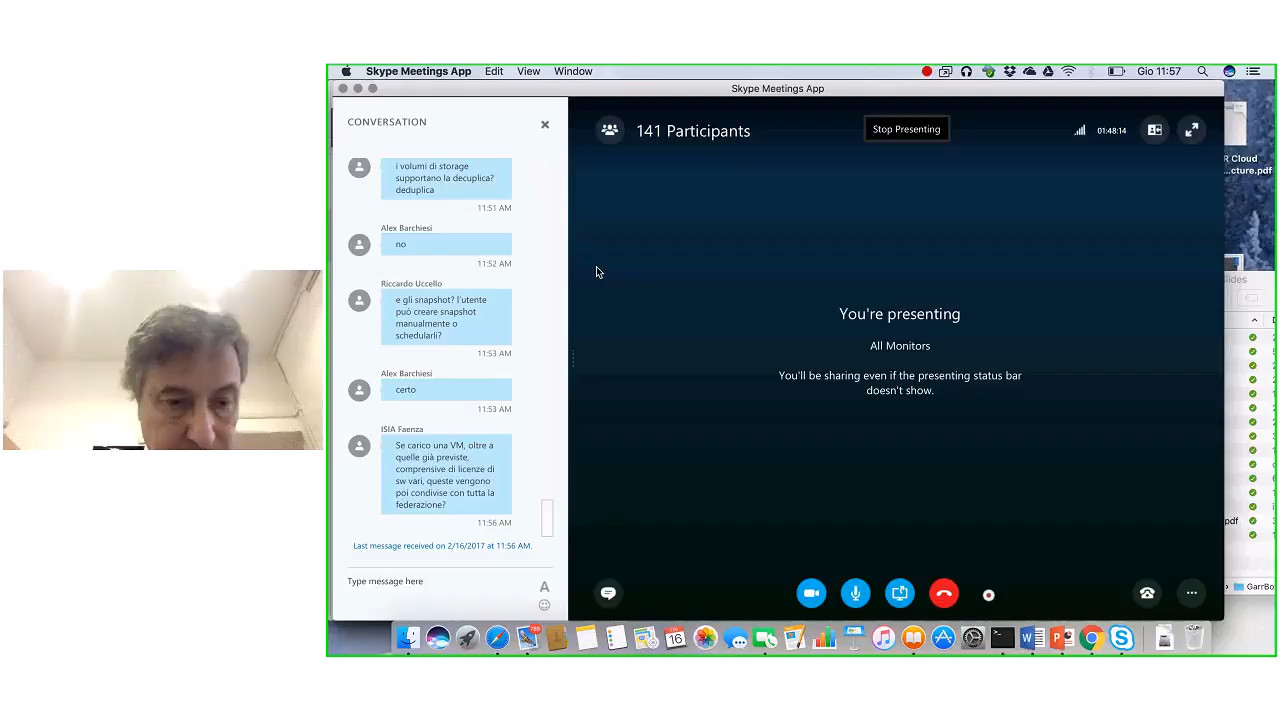 Skype Meetings App Edit View Window
Gio 11:57
Skype Meetings App
CONVERSATION
141 Participants
Stop Presenting
01:48:14
i volumi di storage
supportano la decuplica?
deduplica
11:51 AM
Alex Barchiesi
no
11:52 AM
Riccardo Uccello
e gli snapshot? l'utente
può creare snapshot
manualmente o
schedularli?
11:53 AM
Alex Barchiesi
certo
11:53 AM
ISIA Faenza
Se carico una VM, oltre a
quelle già previste,
comprensive di licenze di
sw vari, queste vengono
poi condivise con tutta la
federazione?
11:56 AM
Last message received on 2/16/2017 at 11:56 AM.
Type message here
A
You're presenting
All Monitors
You'll be sharing even if the presenting status bar
doesn't show.
R Cloud
...cture.pdf
lides
pdf
GarrBo
16